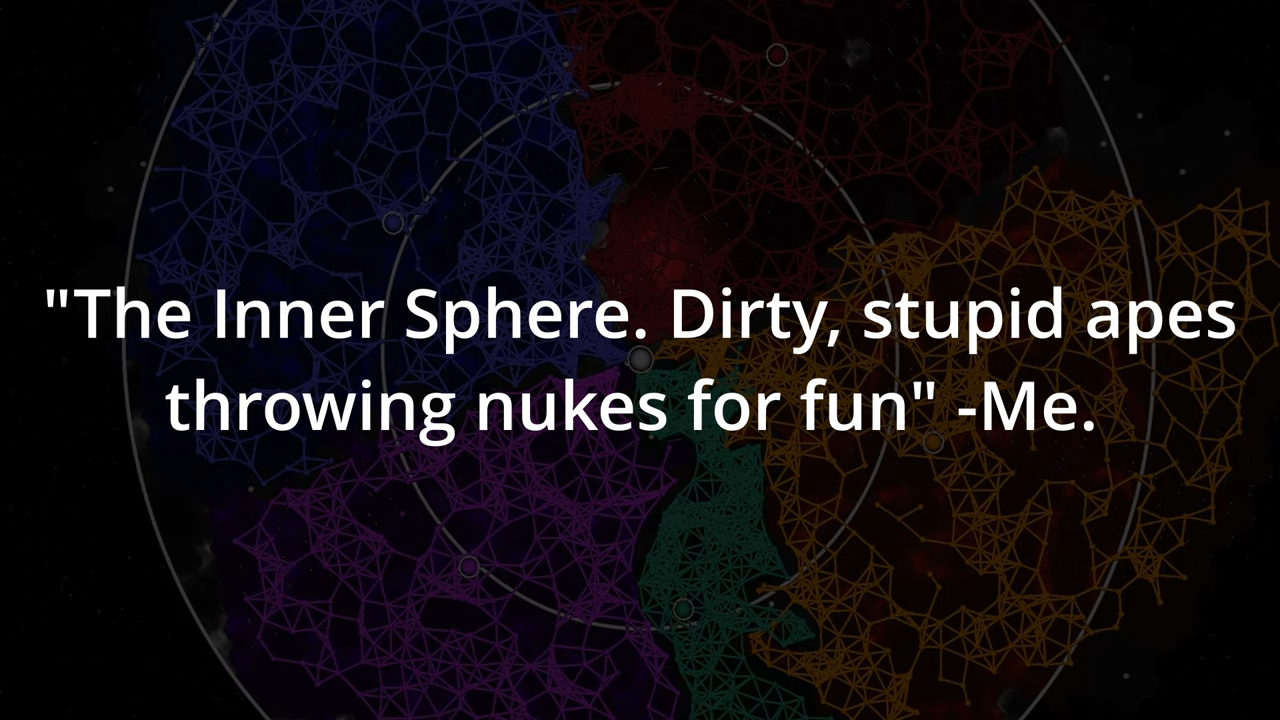 "The Inner Sphere. Dirty, stupid apes
throwing nukes for fun" -Me.